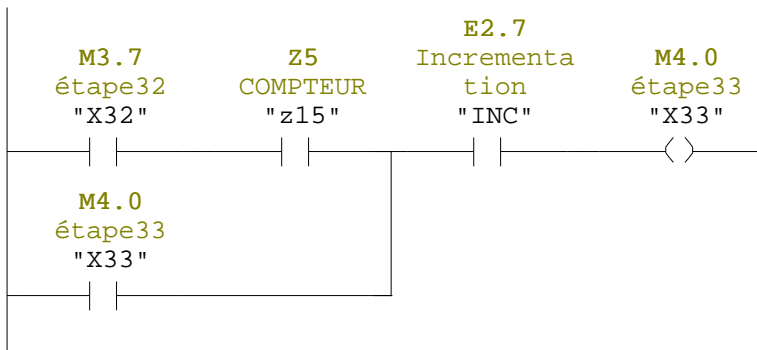 M3.7
étape32
"X32"
Z5
COMPTEUR
"z15"
E2.7
Incrementa
tion
"INC"
M4.0
étape33
"X33"
M4.0
étape33
"X33"